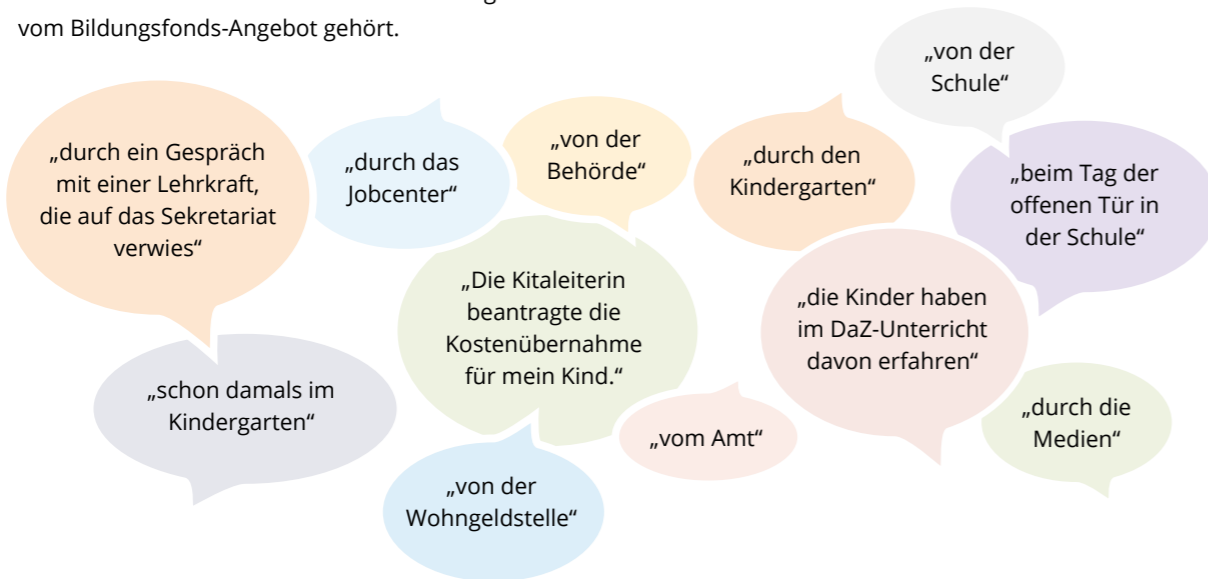 vom Bildungsfonds-Angebot gehört.
„von der
Schule“
„durch ein Gespräch
mit einer Lehrkraft,
die auf das Sekretariat
verwies“
„durch das
Jobcenter“
„von der
Behörde“
„durch den
Kindergarten“
„beim Tag der
offenen Tür in
der Schule“
„Die Kitaleiterin
beantragte die
Kostenübernahme
für mein Kind.“
„die Kinder haben
im DaZ-Unterricht
davon erfahren“
„schon damals im
Kindergarten“
„vom Amt“
„durch die
Medien“
„von der
Wohngeldstelle“